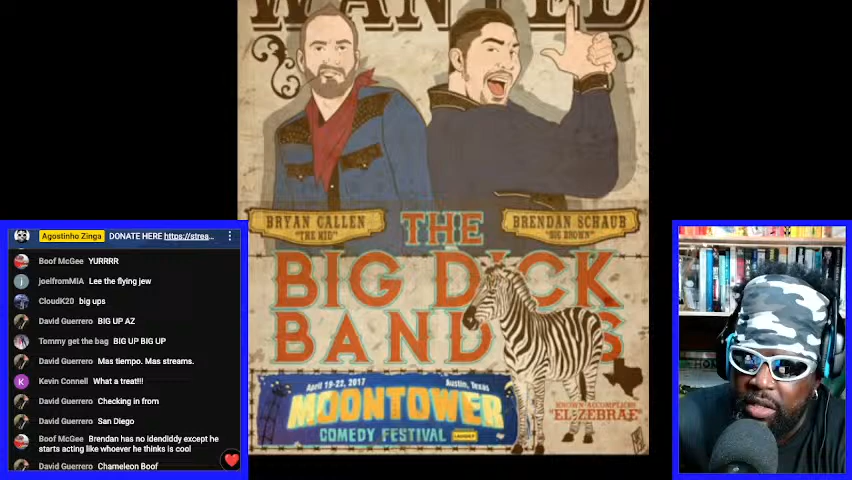 WANTED
BRYAN CALLEN
"THE KID"
THE
BRENDAN SCHAUB
"BIG BROWN"
BIG DICK
BAND S
April 19-22, 2017
Austin, Texas
MOONTOWER
COMEDY FESTIVAL
KNOWN ACCOMPLICES
"EL ZEBRAE"
Agostinho Zinga DONATE HERE https://strea...
Boof McGee YURRRR
joelfromMIA Lee the flying jew
CloudK20 big ups
David Guerrero BIG UP AZ
Tommy get the bag BIG UP BIG UP
David Guerrero Mas tiempo. Mas streams.
K Kevin Connell What a treat!!!
David Guerrero Checking in from
David Guerrero San Diego
Boof McGee Brendan has no idendiddy except he
starts acting like whoever he thinks is cool
David Guerrero Chameleon Boof